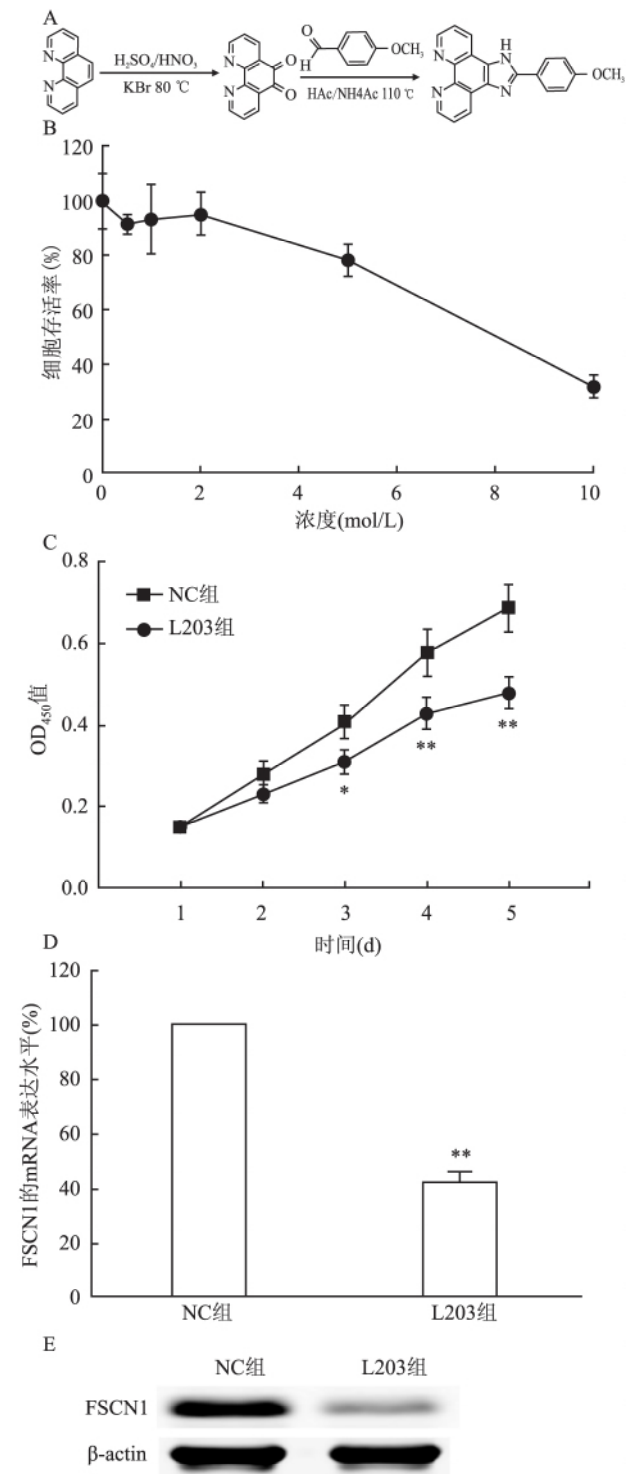 A
H₂SO₄/HNO₃
KBr 80 ℃
N
N
N
N
O
O
O
H
OCH₃
HAc/NH4Ac 110 ℃
N
N
H
N
N
OCH₃
B
120
100
80
60
40
20
0
细胞存活率(%)
0
2
4
6
8
10
浓度(mol/L)
C
0.8
0.6
0.4
0.2
0.0
OD₄₅₀值
NC组
L203组
*
**
**
1
2
3
4
5
时间(d)
D
120
100
80
60
40
20
0
FSCN1的mRNA表达水平(%)
**
NC组
L203组
E
NC组
L203组
FSCN1
β-actin